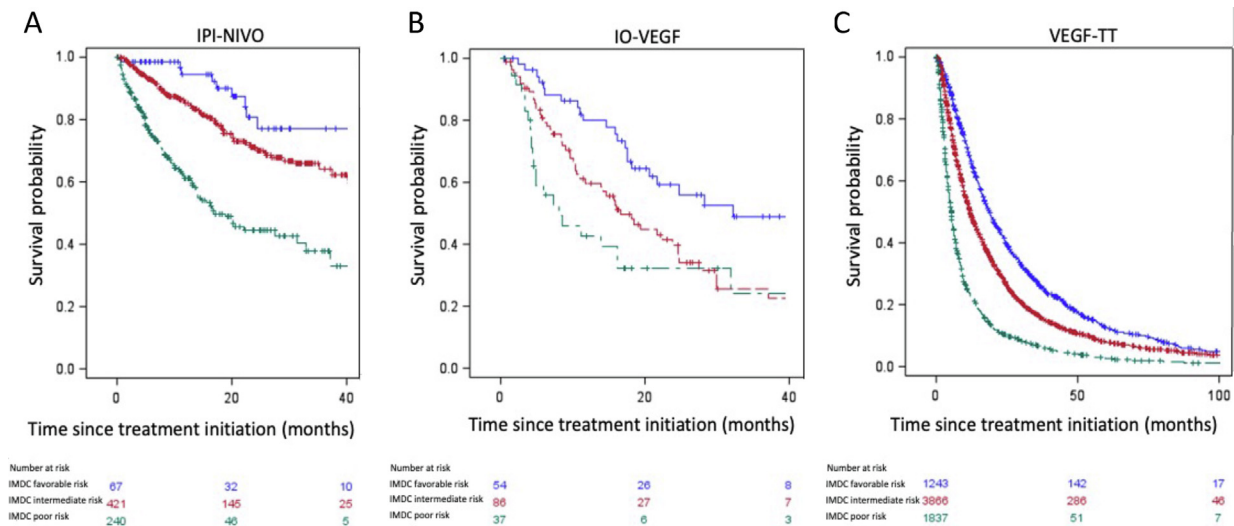 A
IPI-NIVO
Survival probability
1.0
0.8
0.6
0.4
0.2
0.0
0
20
40
Time since treatment initiation (months)
Number at risk
IMDC favorable risk 67 32 10
IMDC intermediate risk 421 145 25
IMDC poor risk 240 46 5
B
IO-VEGF
Survival probability
1.0
0.8
0.6
0.4
0.2
0.0
0
20
40
Time since treatment initiation (months)
Number at risk
IMDC favorable risk 54 26 8
IMDC intermediate risk 86 27 7
IMDC poor risk 37 6 3
C
VEGF-TT
Survival probability
1.0
0.8
0.6
0.4
0.2
0.0
0
50
100
Time since treatment initiation (months)
Number at risk
IMDC favorable risk 1243 142 17
IMDC intermediate risk 3866 286 46
IMDC poor risk 1837 51 7